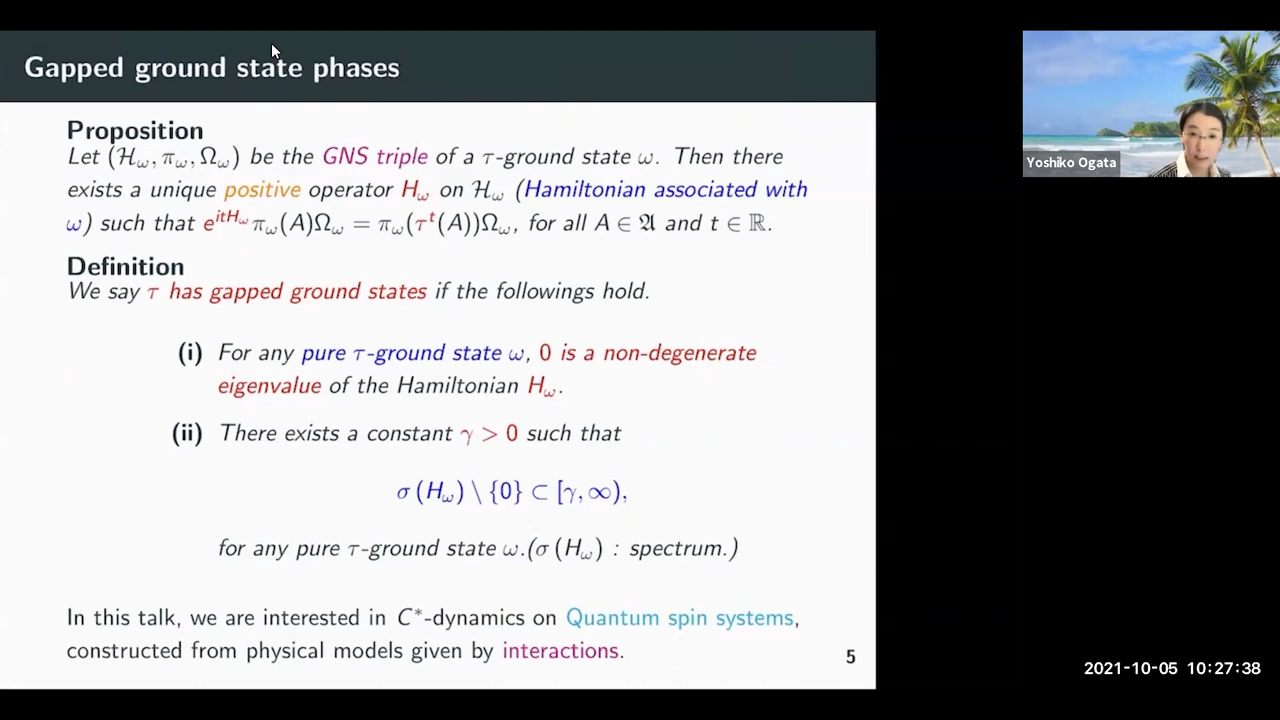 Gapped ground state phases
Proposition
Let (ℋ_ω, π_ω, Ω_ω) be the GNS triple of a τ-ground state ω. Then there
exists a unique positive operator H_ω on ℋ_ω (Hamiltonian associated with
ω) such that e^{itH_ω} π_ω(A)Ω_ω = π_ω(τ^t(A))Ω_ω, for all A ∈ 𝔄 and t ∈ ℝ.
Definition
We say τ has gapped ground states if the followings hold.
(i) For any pure τ-ground state ω, 0 is a non-degenerate
eigenvalue of the Hamiltonian H_ω.
(ii) There exists a constant γ > 0 such that
σ (H_ω) \ {0} ⊂ [γ, ∞),
for any pure τ-ground state ω.(σ (H_ω) : spectrum.)
In this talk, we are interested in C*-dynamics on Quantum spin systems,
constructed from physical models given by interactions.
5
Yoshiko Ogata
2021-10-05 10:27:38